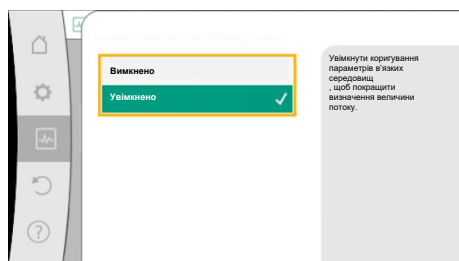 Вимкнено
Увімкнено
Увімкнути коригування
параметрів в'язких
середовищ
, щоб покращити
визначення величини
потоку.